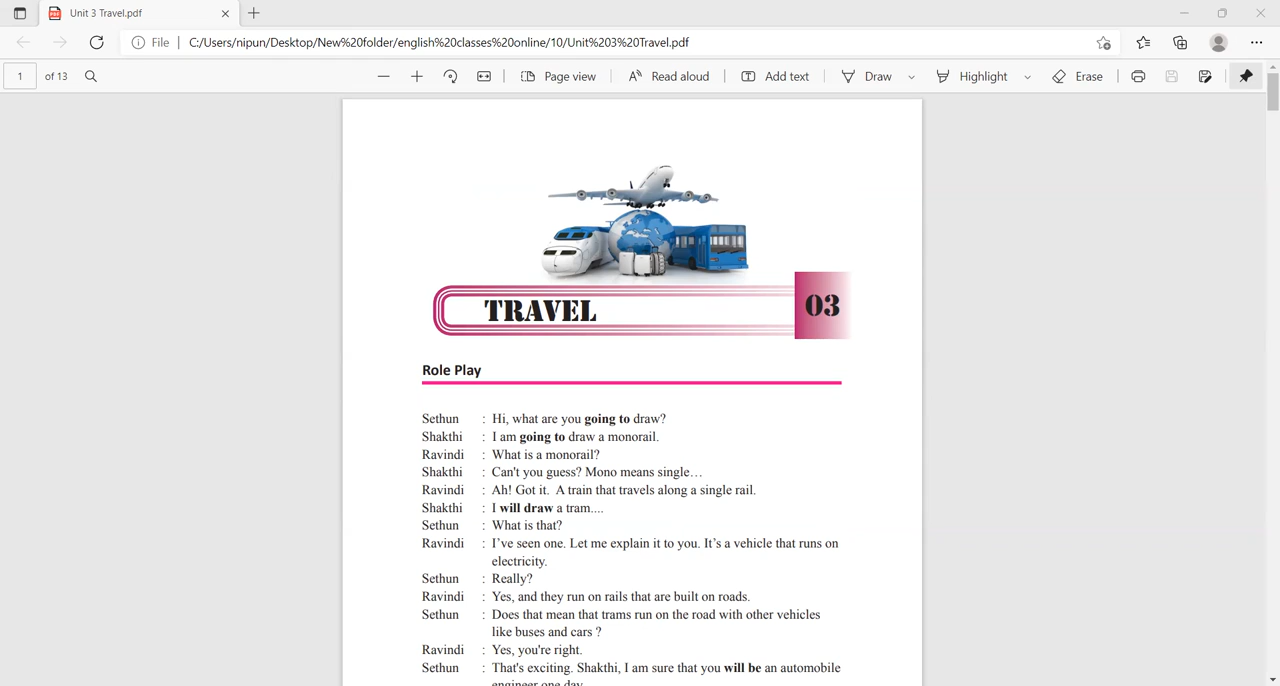 Unit 3 Travel.pdf
File
C:/Users/nipun/Desktop/New%20folder/english%20classes%20online/10/Unit%203%20Travel.pdf
1 of 13 Page view Read aloud Add text Draw Highlight Erase
TRAVEL
03
Role Play
Sethun : Hi, what are you going to draw?
Shakthi : I am going to draw a monorail.
Ravindi : What is a monorail?
Shakthi : Can't you guess? Mono means single…
Ravindi : Ah! Got it. A train that travels along a single rail.
Shakthi : I will draw a tram....
Sethun : What is that?
Ravindi : I’ve seen one. Let me explain it to you. It’s a vehicle that runs on
electricity.
Sethun : Really?
Ravindi : Yes, and they run on rails that are built on roads.
Sethun : Does that mean that trams run on the road with other vehicles
like buses and cars ?
Ravindi : Yes, you're right.
Sethun : That's exciting. Shakthi, I am sure that you will be an automobile
engineer one day